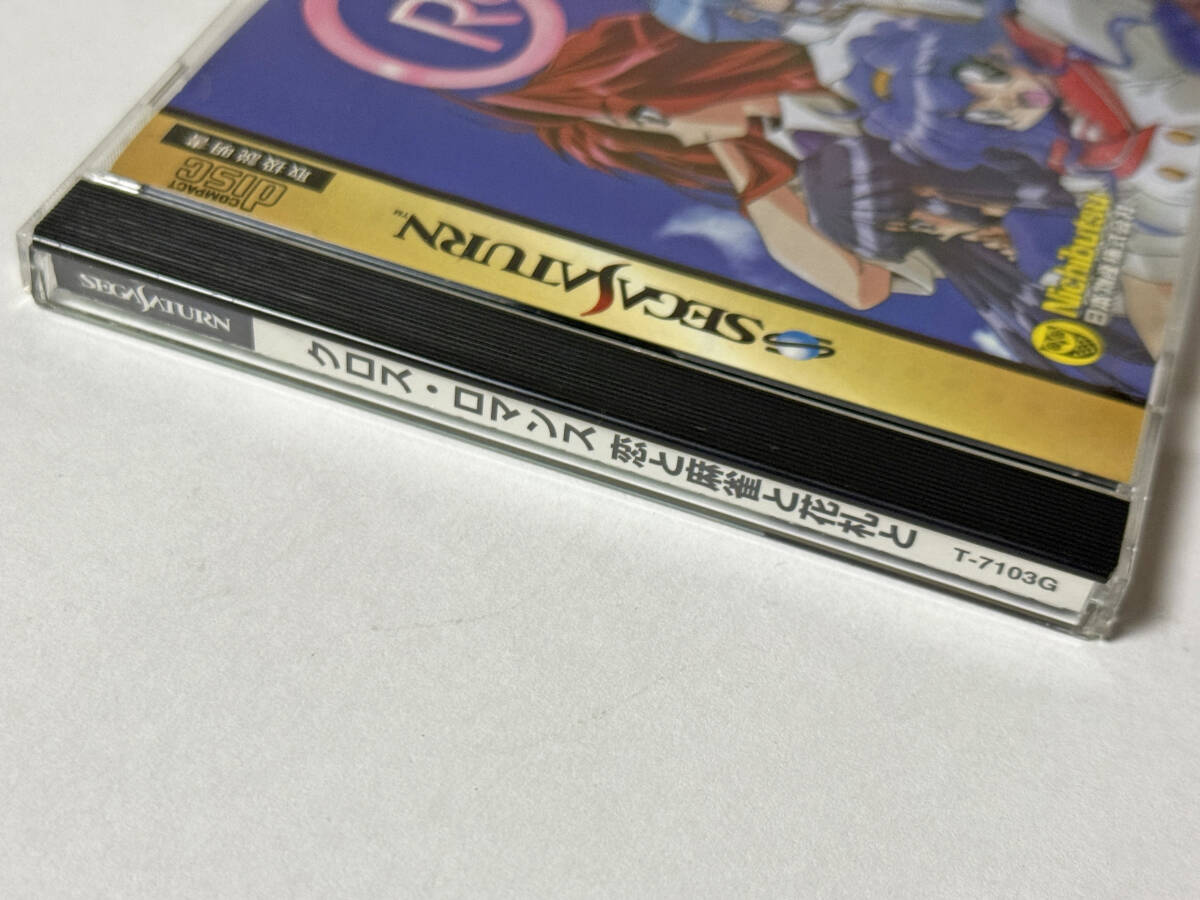 SEGASATURN
クロス・ロマンス 恋と麻雀と花札と
T-7103G
SEGASATURN™
COMPACT
disc
取扱説明書
Nichibutsu
日本物産株式会社
R